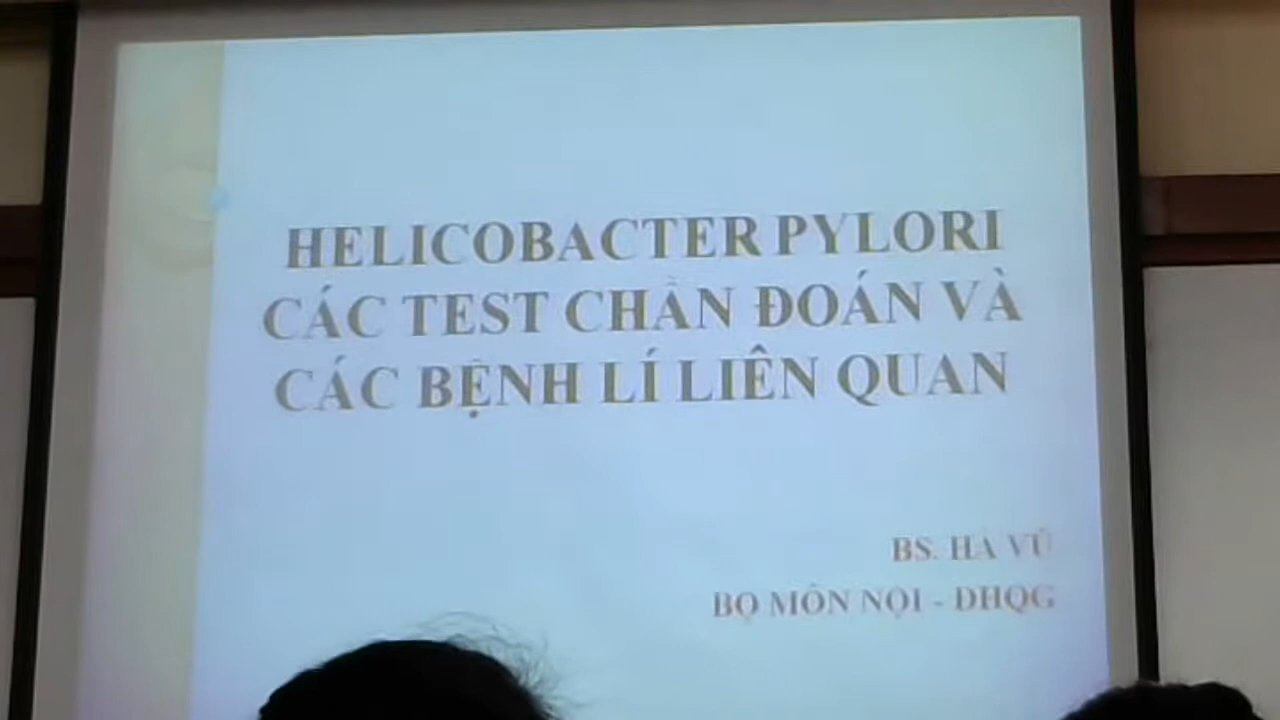 HELICOBACTER PYLORI
CÁC TEST CHẨN ĐOÁN VÀ
CÁC BỆNH LÍ LIÊN QUAN
BS. HÀ VŨ
BỘ MÔN NỘI - ĐHQG